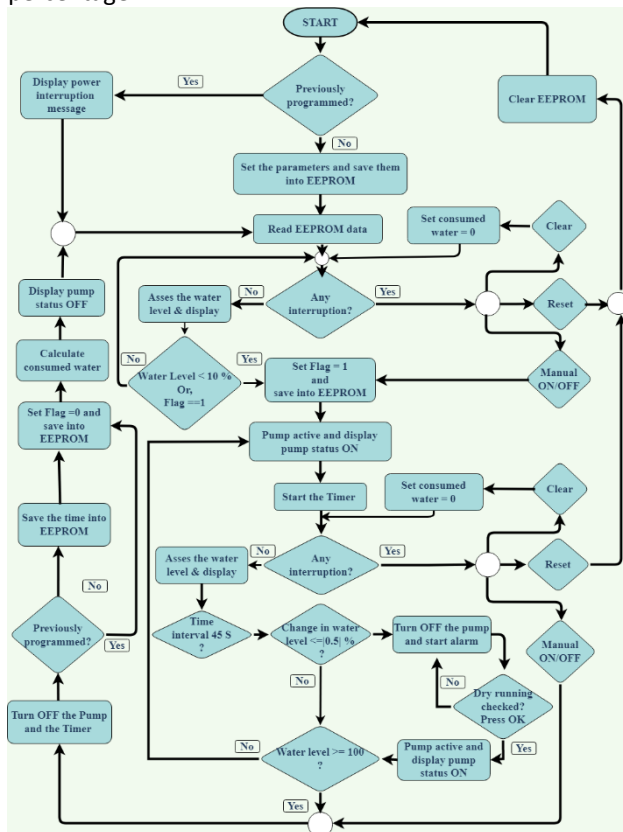 percentage
START
Display power
interruption
message
Yes
Previously
programmed?
Clear EEPROM
No
Set the parameters and save them
into EEPROM
Read EEPROM data
Set consumed
water = 0
Clear
Display pump
status OFF
Asses the water
level & display
No
Any
interruption?
Yes
Reset
Calculate
consumed water
No
Water Level < 10 %
Or,
Flag ==1
Yes
Set Flag = 1
and
save into EEPROM
Manual
ON/OFF
Set Flag =0 and
save into
EEPROM
Pump active and display
pump status ON
Start the Timer
Set consumed
water = 0
Clear
Save the time into
EEPROM
Asses the water
level & display
No
Any
interruption?
Yes
Reset
No
Previously
programmed?
Yes
Time
interval 45 S
?
Change in water
level <=|0.5| %
?
Turn OFF the pump
and start alarm
Manual
ON/OFF
No
No
Dry running
checked?
Press OK
Turn OFF the Pump
and the Timer
No
Water level >= 100
?
Pump active and
display pump
status ON
Yes
Yes